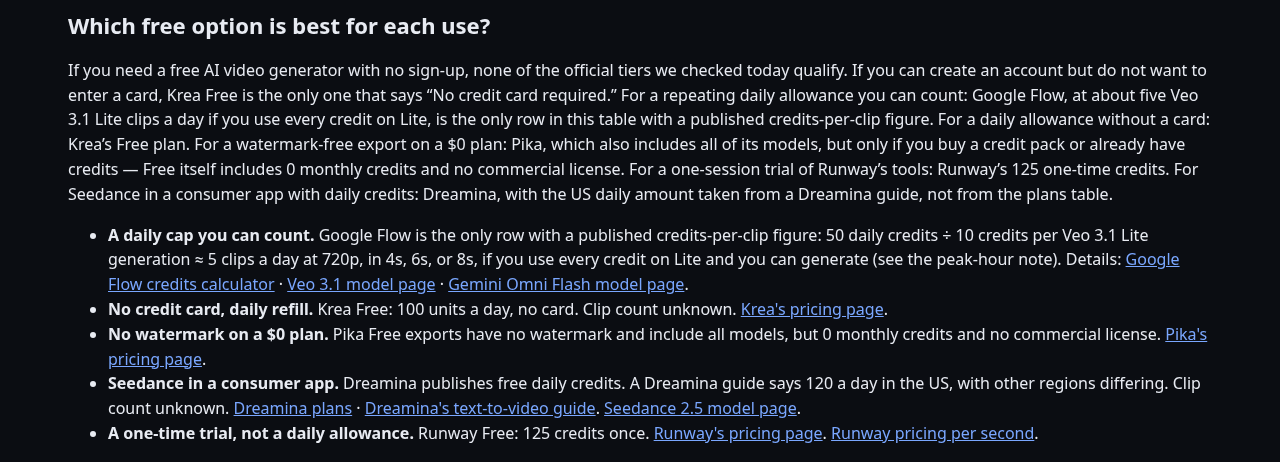 Which free option is best for each use?
If you need a free AI video generator with no sign-up, none of the official tiers we checked today qualify. If you can create an account but do not want to
enter a card, Krea Free is the only one that says “No credit card required.” For a repeating daily allowance you can count: Google Flow, at about five Veo
3.1 Lite clips a day if you use every credit on Lite, is the only row in this table with a published credits-per-clip figure. For a daily allowance without a card:
Krea’s Free plan. For a watermark-free export on a $0 plan: Pika, which also includes all of its models, but only if you buy a credit pack or already have
credits — Free itself includes 0 monthly credits and no commercial license. For a one-session trial of Runway’s tools: Runway’s 125 one-time credits. For
Seedance in a consumer app with daily credits: Dreamina, with the US daily amount taken from a Dreamina guide, not from the plans table.
• A daily cap you can count. Google Flow is the only row with a published credits-per-clip figure: 50 daily credits ÷ 10 credits per Veo 3.1 Lite
generation ≈ 5 clips a day at 720p, in 4s, 6s, or 8s, if you use every credit on Lite and you can generate (see the peak-hour note). Details: Google
Flow credits calculator · Veo 3.1 model page · Gemini Omni Flash model page.
• No credit card, daily refill. Krea Free: 100 units a day, no card. Clip count unknown. Krea's pricing page.
• No watermark on a $0 plan. Pika Free exports have no watermark and include all models, but 0 monthly credits and no commercial license. Pika's
pricing page.
• Seedance in a consumer app. Dreamina publishes free daily credits. A Dreamina guide says 120 a day in the US, with other regions differing. Clip
count unknown. Dreamina plans · Dreamina's text-to-video guide. Seedance 2.5 model page.
• A one-time trial, not a daily allowance. Runway Free: 125 credits once. Runway's pricing page. Runway pricing per second.